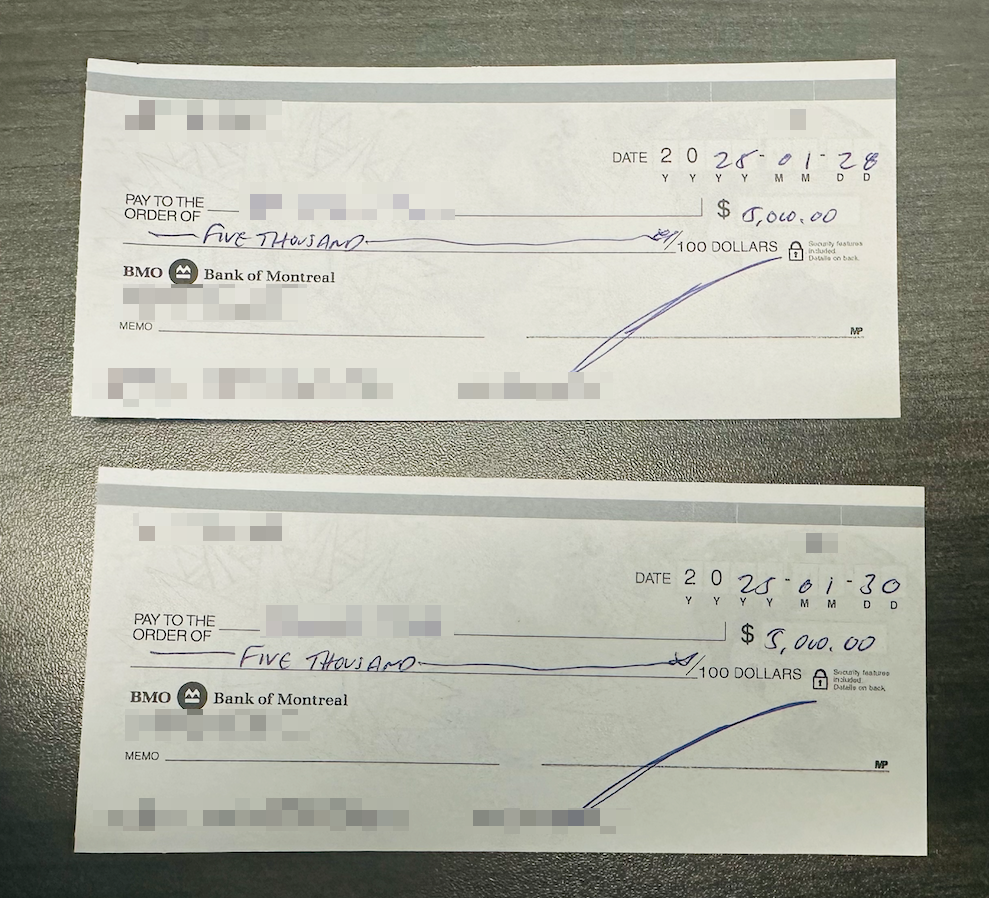 DATE 2 0 25-01-28
Y Y Y Y M M D D
PAY TO THE
ORDER OF
$ 5,000.00
FIVE THOUSAND /100 DOLLARS
Security features
included.
Details on back.
BMO Bank of Montreal
MEMO
MP
DATE 2 0 25-01-30
Y Y Y Y M M D D
PAY TO THE
ORDER OF
$ 5,000.00
FIVE THOUSAND /100 DOLLARS
Security features
included.
Details on back.
BMO Bank of Montreal
MEMO
MP